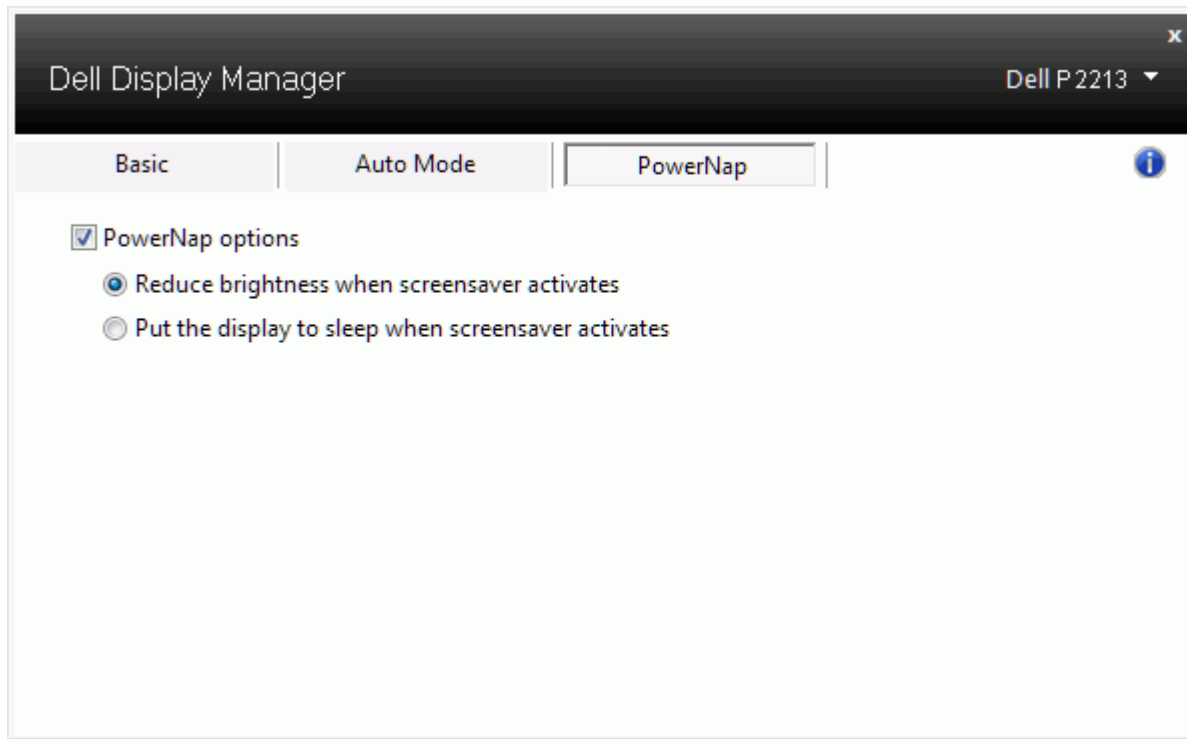 x
Dell Display Manager
Dell P2213
Basic
Auto Mode
PowerNap
i
PowerNap options
Reduce brightness when screensaver activates
Put the display to sleep when screensaver activates